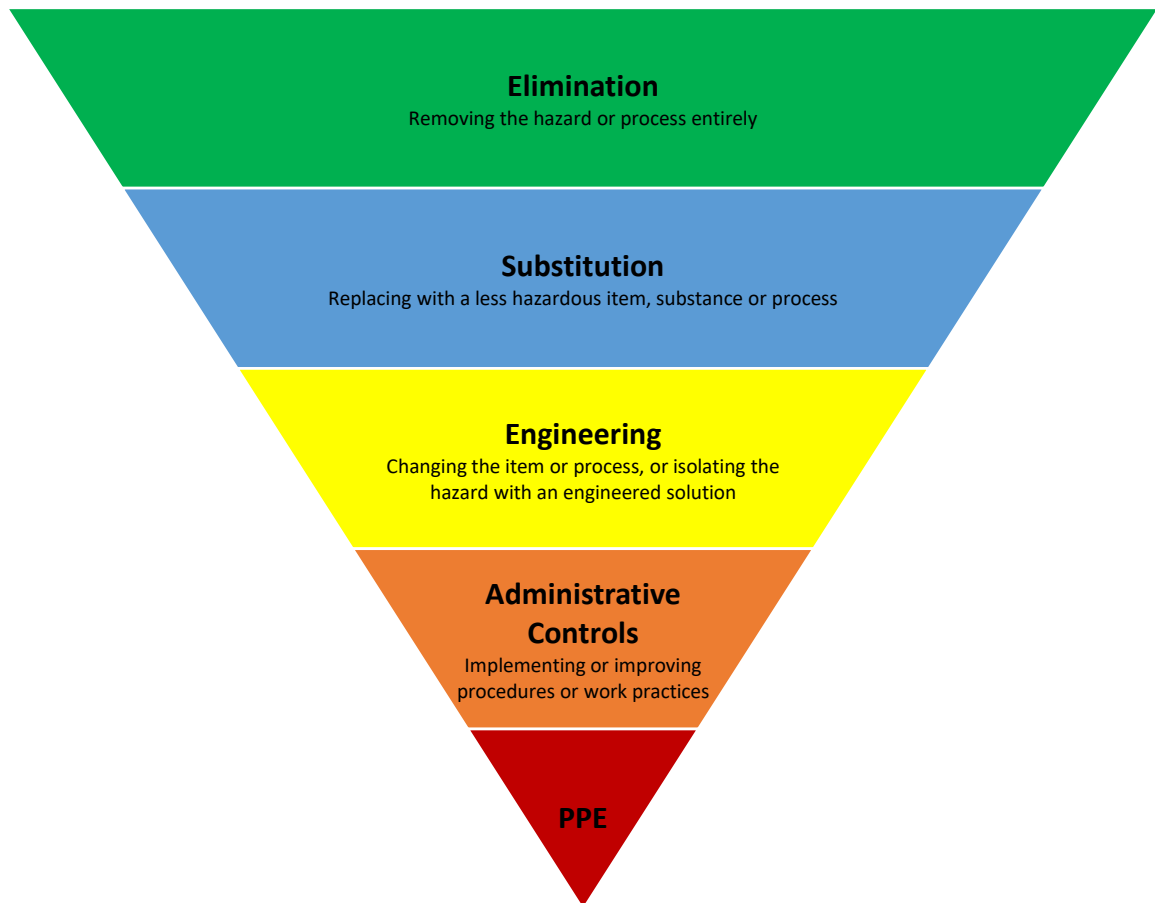 Elimination
Removing the hazard or process entirely
Substitution
Replacing with a less hazardous item, substance or process
Engineering
Changing the item or process, or isolating the
hazard with an engineered solution
Administrative
Controls
Implementing or improving
procedures or work practices
PPE